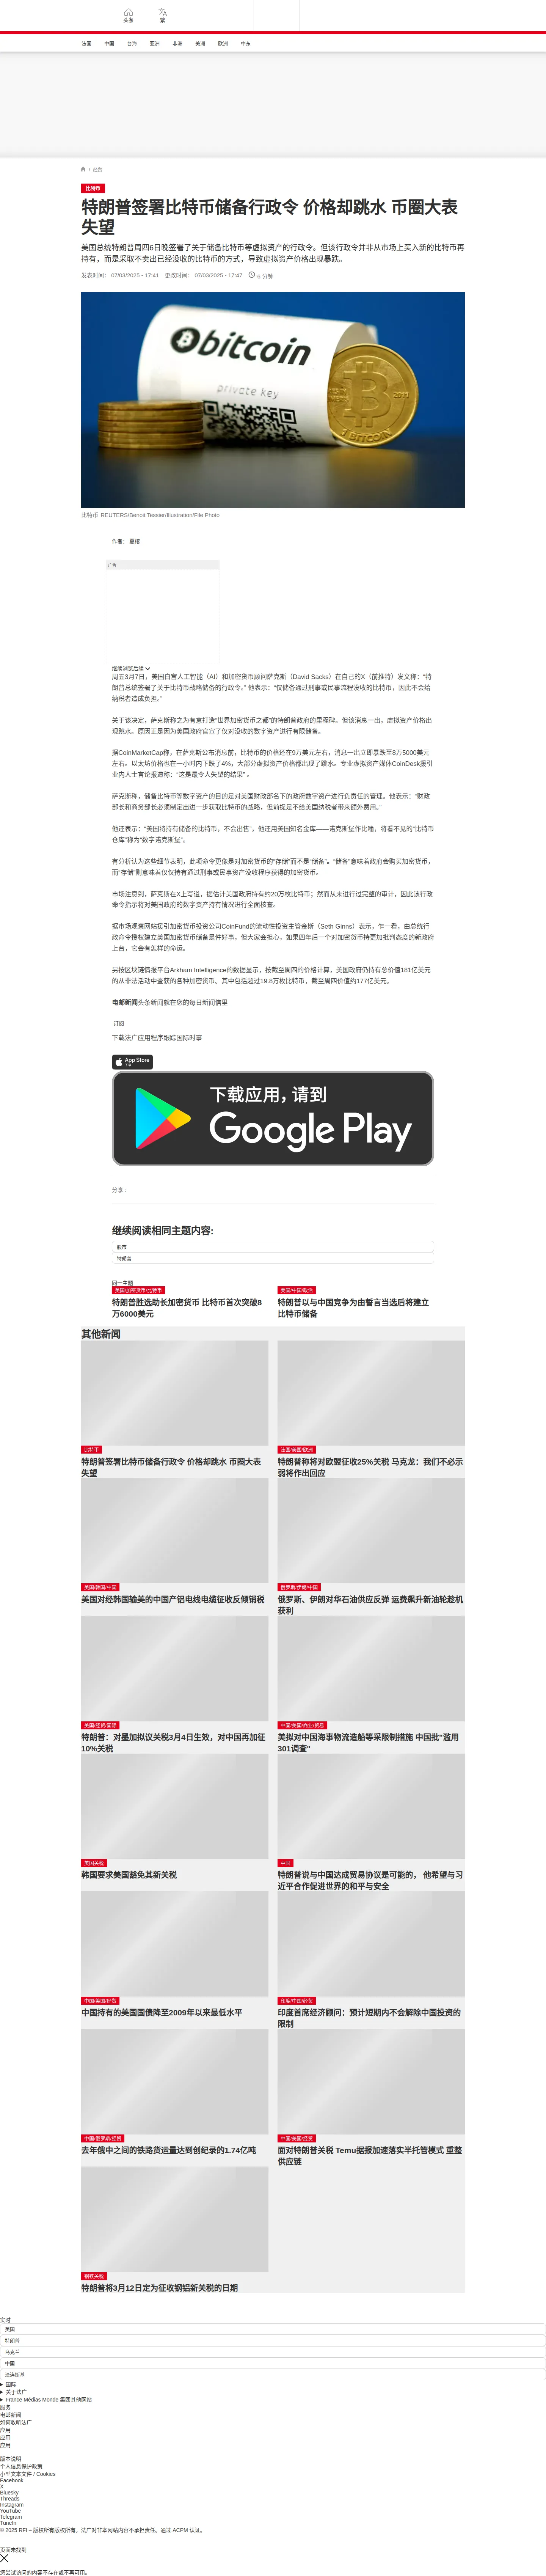 头条
繁
法国
中国
台海
亚洲
非洲
美洲
欧洲
中东
/ 经贸
比特币
特朗普签署比特币储备行政令 价格却跳水 币圈大表
失望
美国总统特朗普周四6日晚签署了关于储备比特币等虚拟资产的行政令。但该行政令并非从市场上买入新的比特币再
持有，而是采取不卖出已经没收的比特币的方式，导致虚拟资产价格出现暴跌。
发表时间： 07/03/2025 - 17:41 更改时间： 07/03/2025 - 17:47 6 分钟
bitcoin
private key
1 BITCOIN
比特币 REUTERS/Benoit Tessier/Illustration/File Photo
作者： 夏榕
广告
继续浏览后续
周五3月7日，美国白宫人工智能（AI）和加密货币顾问萨克斯（David Sacks）在自己的X（前推特）发文称：“特
朗普总统签署了关于比特币战略储备的行政令。” 他表示：“仅储备通过刑事或民事流程没收的比特币，因此不会给
纳税者造成负担。”
关于该决定，萨克斯称之为有意打造“世界加密货币之都”的特朗普政府的里程碑。但该消息一出，虚拟资产价格出
现跳水。原因正是因为美国政府官宣了仅对没收的数字资产进行有限储备。
据CoinMarketCap称，在萨克斯公布消息前，比特币的价格还在9万美元左右，消息一出立即暴跌至8万5000美元
左右。以太坊价格也在一小时内下跌了4%，大部分虚拟资产价格都出现了跳水。专业虚拟资产媒体CoinDesk援引
业内人士言论报道称：“这是最令人失望的结果” 。
萨克斯称，储备比特币等数字资产的目的是对美国财政部名下的政府数字资产进行负责任的管理。他表示：“财政
部长和商务部长必须制定出进一步获取比特币的战略，但前提是不给美国纳税者带来额外费用。”
他还表示：“美国将持有储备的比特币，不会出售”，他还用美国知名金库——诺克斯堡作比喻，将看不见的“比特币
仓库”称为“数字诺克斯堡”。
有分析认为这些细节表明，此项命令更像是对加密货币的“存储”而不是“储备”。“储备”意味着政府会购买加密货币，
而“存储”则意味着仅仅持有通过刑事或民事资产没收程序获得的加密货币。
市场注意到，萨克斯在X上写道，据估计美国政府持有约20万枚比特币；然而从未进行过完整的审计，因此该行政
令指示将对美国政府的数字资产持有情况进行全面核查。
据市场观察网站援引加密货币投资公司CoinFund的流动性投资主管金斯（Seth Ginns）表示，乍一看，由总统行
政命令授权建立美国加密货币储备是件好事，但大家会担心，如果四年后一个对加密货币持更加批判态度的新政府
上台，它会有怎样的命运。
另按区块链情报平台Arkham Intelligence的数据显示，按截至周四的价格计算，美国政府仍持有总价值181亿美元
的从非法活动中查获的各种加密货币。其中包括超过19.8万枚比特币，截至周四价值约177亿美元。
电邮新闻头条新闻就在您的每日新闻信里
订阅
下载法广应用程序跟踪国际时事
App Store
下载应用，请到
Google Play
分享 :
继续阅读相同主题内容:
股市
特朗普
同一主题
美国/加密货币/比特币
特朗普胜选助长加密货币 比特币首次突破8
万6000美元
美国/中国/政治
特朗普以与中国竞争为由誓言当选后将建立
比特币储备
其他新闻
比特币
特朗普签署比特币储备行政令 价格却跳水 币圈大表
失望
法国/美国/欧洲
特朗普称将对欧盟征收25%关税 马克龙：我们不必示
弱将作出回应
美国/韩国/中国
美国对经韩国输美的中国产铝电线电缆征收反倾销税
俄罗斯/伊朗/中国
俄罗斯、伊朗对华石油供应反弹 运费飙升新油轮趁机
获利
美国/经贸/国际
特朗普：对墨加拟议关税3月4日生效，对中国再加征
10%关税
中国/美国/商业/贸易
美拟对中国海事物流造船等采限制措施 中国批“滥用
301调查”
美国关税
韩国要求美国豁免其新关税
中国
特朗普说与中国达成贸易协议是可能的， 他希望与习
近平合作促进世界的和平与安全
中国/美国/经贸
中国持有的美国国债降至2009年以来最低水平
印度/中国/经贸
印度首席经济顾问：预计短期内不会解除中国投资的
限制
中国/俄罗斯/经贸
去年俄中之间的铁路货运量达到创纪录的1.74亿吨
中国/美国/经贸
面对特朗普关税 Temu据报加速落实半托管模式 重整
供应链
钢铁关税
特朗普将3月12日定为征收钢铝新关税的日期
实时
美国
特朗普
乌克兰
中国
泽连斯基
国际
关于法广
France Médias Monde 集团其他网站
服务
电邮新闻
如何收听法广
应用
应用
应用
版本说明
个人信息保护政策
小型文本文件 / Cookies
Facebook
X
Bluesky
Threads
Instagram
YouTube
Telegram
TuneIn
© 2025 RFI – 版权所有版权所有。法广对非本网站内容不承担责任。通过 ACPM 认证。
页面未找到
您尝试访问的内容不存在或不再可用。